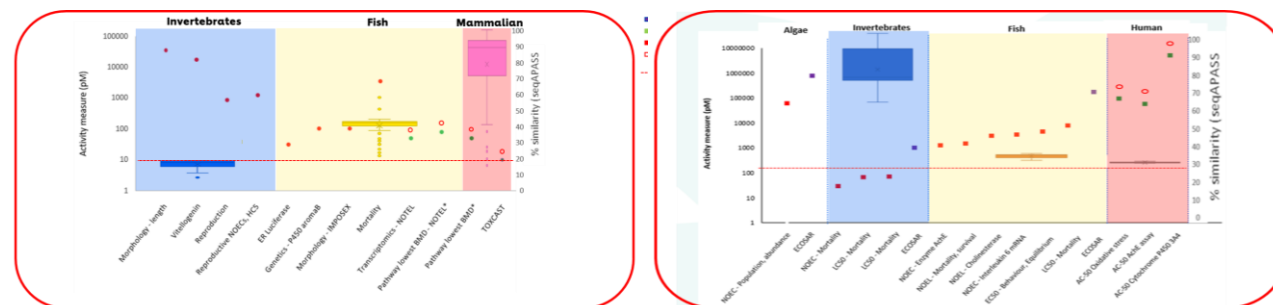 Invertebrates
Fish
Mammalian
Activity measure (pM)
100000
10000
1000
100
10
1
100
90
80
70
60
50
40
30
20
10
0
% similarity (seqAPASS)
Morphology - length
Vitellogenin
Reproduction
Reproductive NOECs, HCS
ER Luciferase
Genetics - P450 aromaB
Morphology - IMPOSEX
Mortality
Transcriptomics - NOTEL
Pathway lowest BMD - NOTEL*
Pathway lowest BMD*
TOXCAST
Algae
Invertebrates
Fish
Human
Activity measure (pM)
10000000
1000000
100000
10000
1000
100
10
1
100
90
80
70
60
50
40
30
20
10
0
% similarity (seqAPASS
NOEC - Population, abundance
ECOSAR
NOEC - Mortality
LC50 - Mortality
LC50 - Mortality
ECOSAR
NOEC - Enzyme AchE
NOEL - Mortality, survival
NOEL - Cholinesterase
NOEC - Interleukin 6 mRNA
EC50 - Behaviour, Equilibrium
LC50 - Mortality
ECOSAR
AC-50 Oxidative stress
AC-50 AchE assay
AC-50 Cytochrome P450 3A4